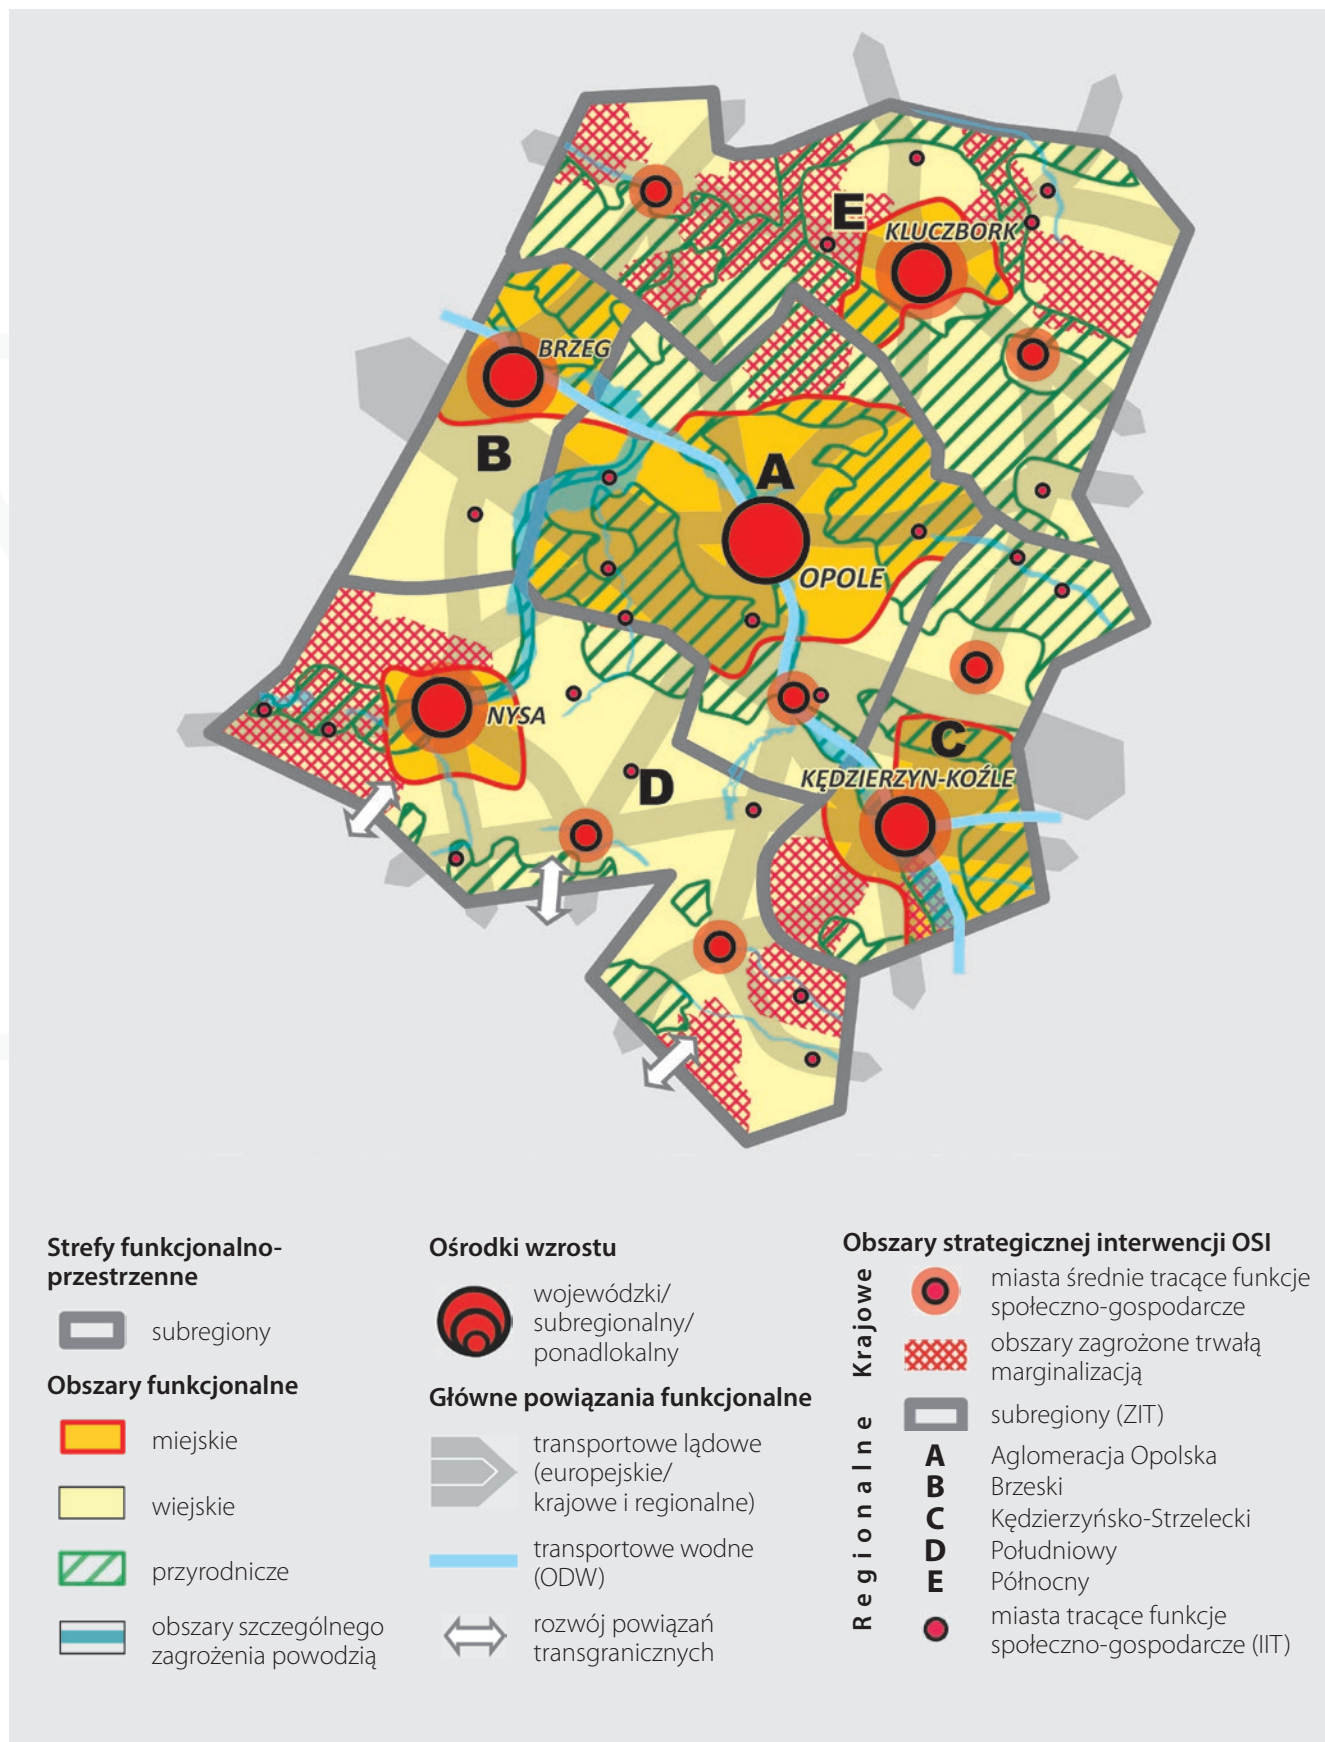 E
KLUCZBORK
BRZEG
B
A
OPOLE
NYSA
C
D
KĘDZIERZYN-KOŹLE
Strefy funkcjonalno-
przestrzenne
subregiony
Obszary funkcjonalne
miejskie
wiejskie
przyrodnicze
obszary szczególnego
zagrożenia powodzią
Ośrodki wzrostu
wojewódzki/
subregionalny/
ponadlokalny
Główne powiązania funkcjonalne
transportowe lądowe
(europejskie/
krajowe i regionalne)
transportowe wodne
(ODW)
rozwój powiązań
transgranicznych
Obszary strategicznej interwencji OSI
Krajowe
miasta średnie tracące funkcje
społeczno-gospodarcze
obszary zagrożone trwałą
marginalizacją
Regionalne
subregiony (ZIT)
A Aglomeracja Opolska
B Brzeski
C Kędzierzyńsko-Strzelecki
D Południowy
E Północny
miasta tracące funkcje
społeczno-gospodarcze (IIT)